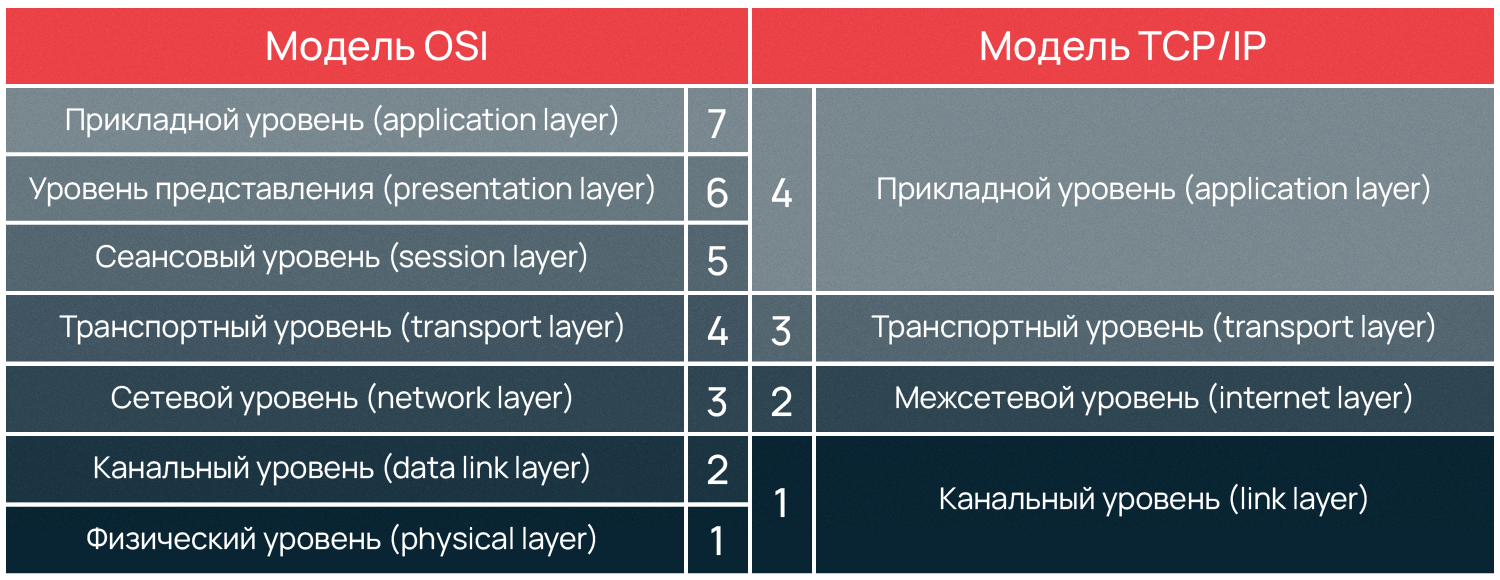 Модель OSI
Модель TCP/IP
Прикладной уровень (application layer)
7
Уровень представления (presentation layer)
6
Сеансовый уровень (session layer)
5
4
Прикладной уровень (application layer)
Транспортный уровень (transport layer)
4
3
Транспортный уровень (transport layer)
Сетевой уровень (network layer)
3
2
Межсетевой уровень (internet layer)
Канальный уровень (data link layer)
2
Физический уровень (physical layer)
1
1
Канальный уровень (link layer)